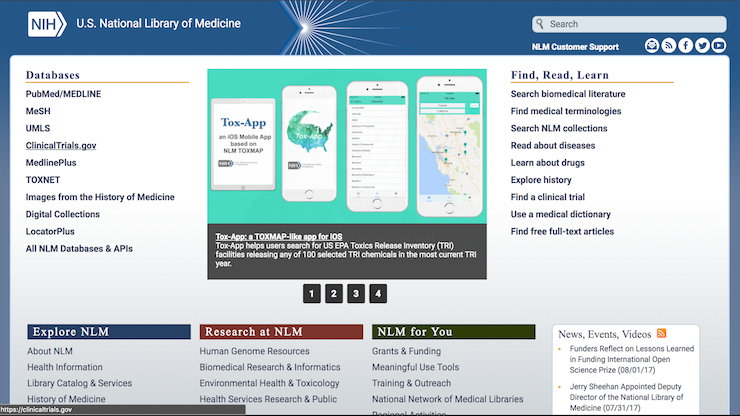 NIH
U.S. National Library of Medicine
Search
NLM Customer Support
Databases
PubMed/MEDLINE
MeSH
UMLS
ClinicalTrials.gov
MedlinePlus
TOXNET
Images from the History of Medicine
Digital Collections
LocatorPlus
All NLM Databases & APIs
Tox-App
an iOS Mobile App
based on
NLM TOXMAP
NIH
Tox-App
Tox-App: a TOXMAP-like app for iOS
Tox-App helps users search for US EPA Toxics Release Inventory (TRI)
facilities releasing any of 100 selected TRI chemicals in the most current TRI
year.
1 2 3 4
Find, Read, Learn
Search biomedical literature
Find medical terminologies
Search NLM collections
Read about diseases
Learn about drugs
Explore history
Find a clinical trial
Use a medical dictionary
Find free full-text articles
Explore NLM
About NLM
Health Information
Library Catalog & Services
History of Medicine
Research at NLM
Human Genome Resources
Biomedical Research & Informatics
Environmental Health & Toxicology
Health Services Research & Public
NLM for You
Grants & Funding
Meaningful Use Tools
Training & Outreach
National Network of Medical Libraries
Regional Activities
News, Events, Videos
Funders Reflect on Lessons Learned
in Funding International Open
Science Prize (08/01/17)
Jerry Sheehan Appointed Deputy
Director of the National Library of
Medicine (07/31/17)
https://clinicaltrials.gov